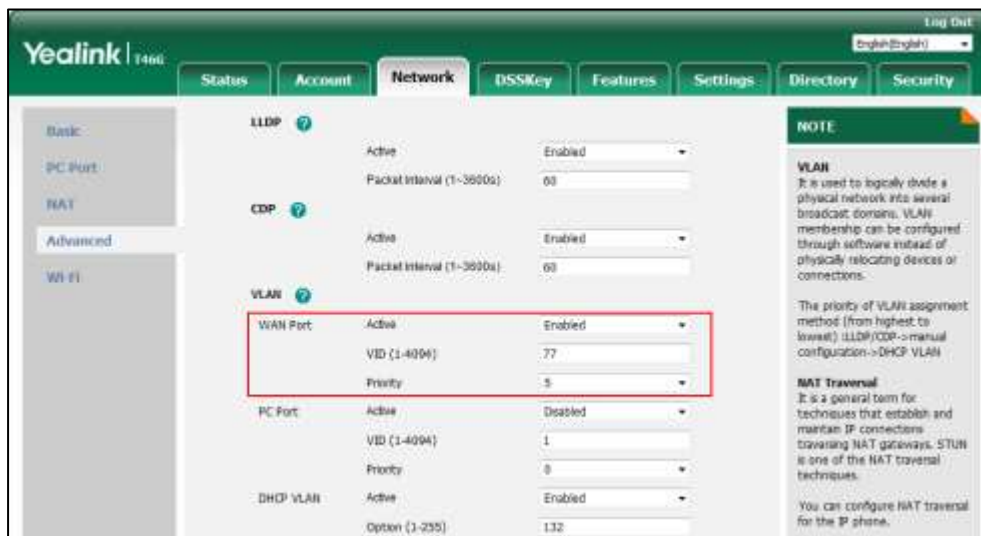 Log Out
Yealink | T46G
English(English)
Status Account Network DSSKey Features Settings Directory Security
Basic
PC Port
NAT
Advanced
Wi-Fi
LLDP ?
Active Enabled
Packet Interval (1~3600s) 60
CDP ?
Active Enabled
Packet Interval (1~3600s) 60
VLAN ?
WAN Port Active Enabled
VID (1-4094) 77
Priority 5
PC Port Active Disabled
VID (1-4094) 1
Priority 0
DHCP VLAN Active Enabled
Option (1-255) 132
NOTE
VLAN
It is used to logically divide a
physical network into several
broadcast domains. VLAN
membership can be configured
through software instead of
physically relocating devices or
connections.
The priority of VLAN assignment
method (from highest to
lowest) :LLDP/CDP->manual
configuration->DHCP VLAN
NAT Traversal
It is a general term for
techniques that establish and
maintain IP connections
traversing NAT gateways. STUN
is one of the NAT traversal
techniques.
You can configure NAT traversal
for the IP phone.